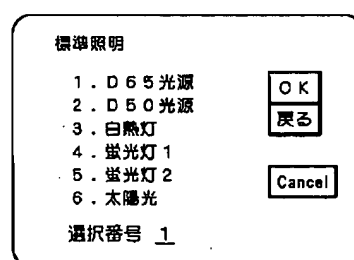 標準照明
1．D65光源
2．D50光源
3．白熱灯
4．蛍光灯1
5．蛍光灯2
6．太陽光
選択番号 1
OK
戻る
Cancel